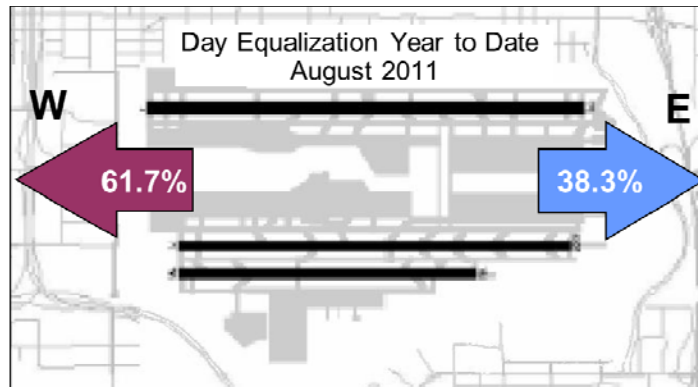 Day Equalization Year to Date
August 2011
W
E
61.7%
38.3%